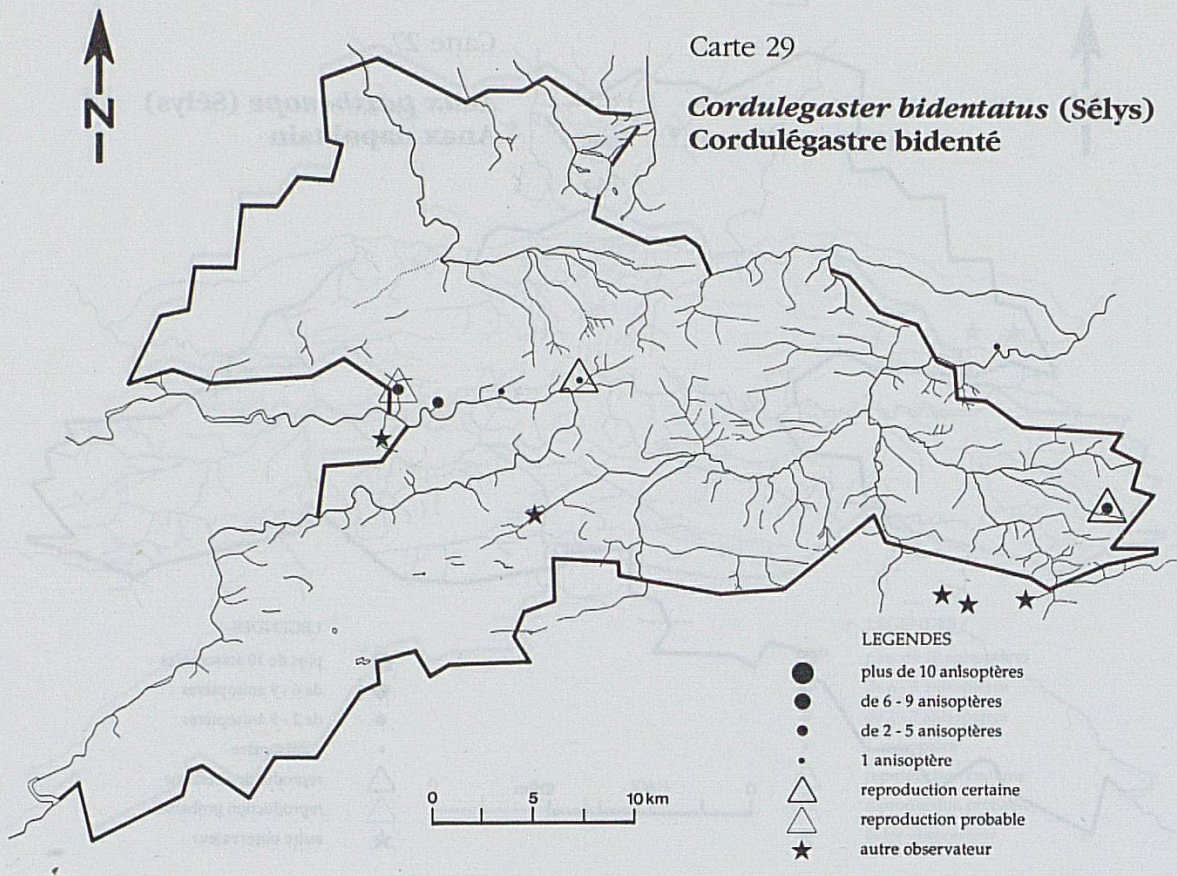 N
Carte 29
Cordulegaster bidentatus (Sélys)
Cordulégastre bidenté
LEGENDES
plus de 10 anisoptères
de 6 - 9 anisoptères
de 2 - 5 anisoptères
1 anisoptère
reproduction certaine
reproduction probable
autre observateur
0 5 10 km